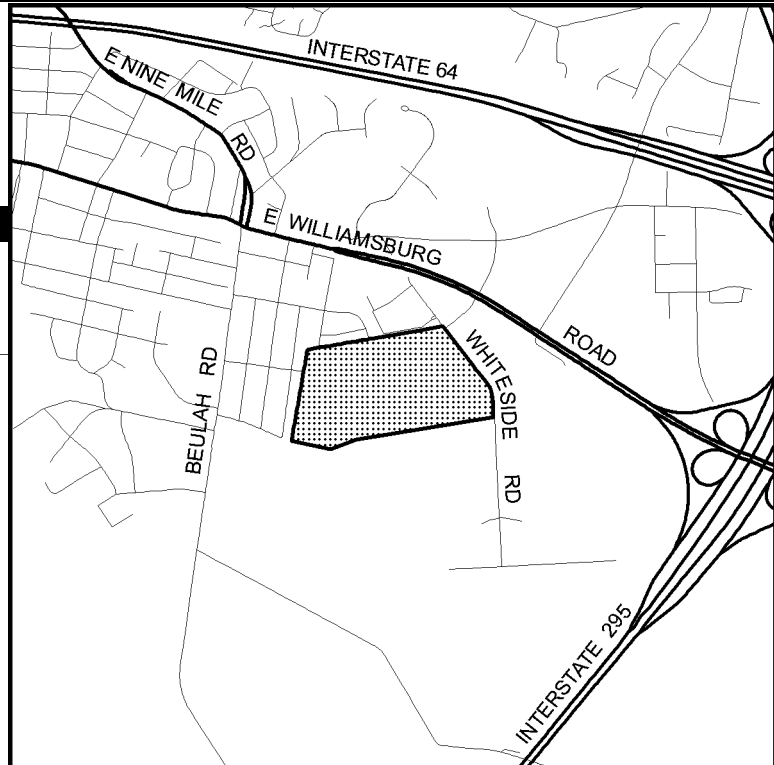 INTERSTATE 64
E NINE MILE RD
E WILLIAMSBURG ROAD
WHITESIDE RD
BEULAH RD
INTERSTATE 295